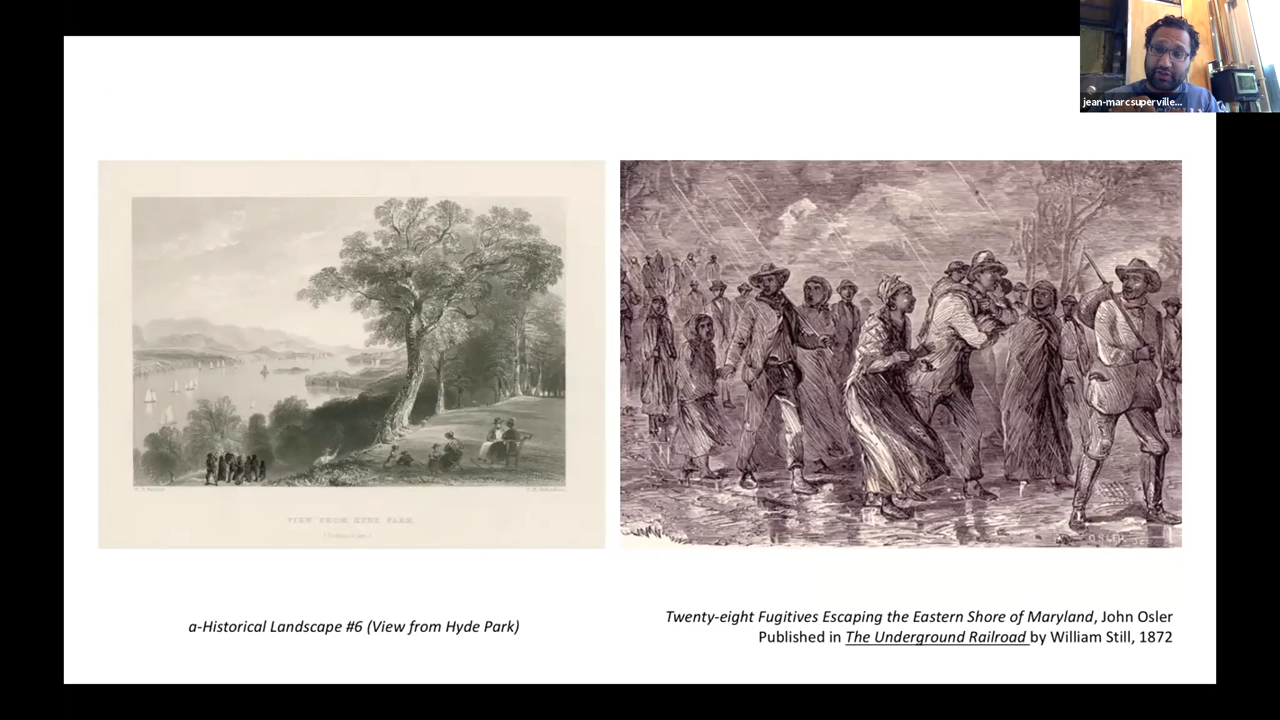 jean-marcsuperville...
VIEW FROM HYDE PARK.
OSLER
a-Historical Landscape #6 (View from Hyde Park)
Twenty-eight Fugitives Escaping the Eastern Shore of Maryland, John Osler
Published in The Underground Railroad by William Still, 1872